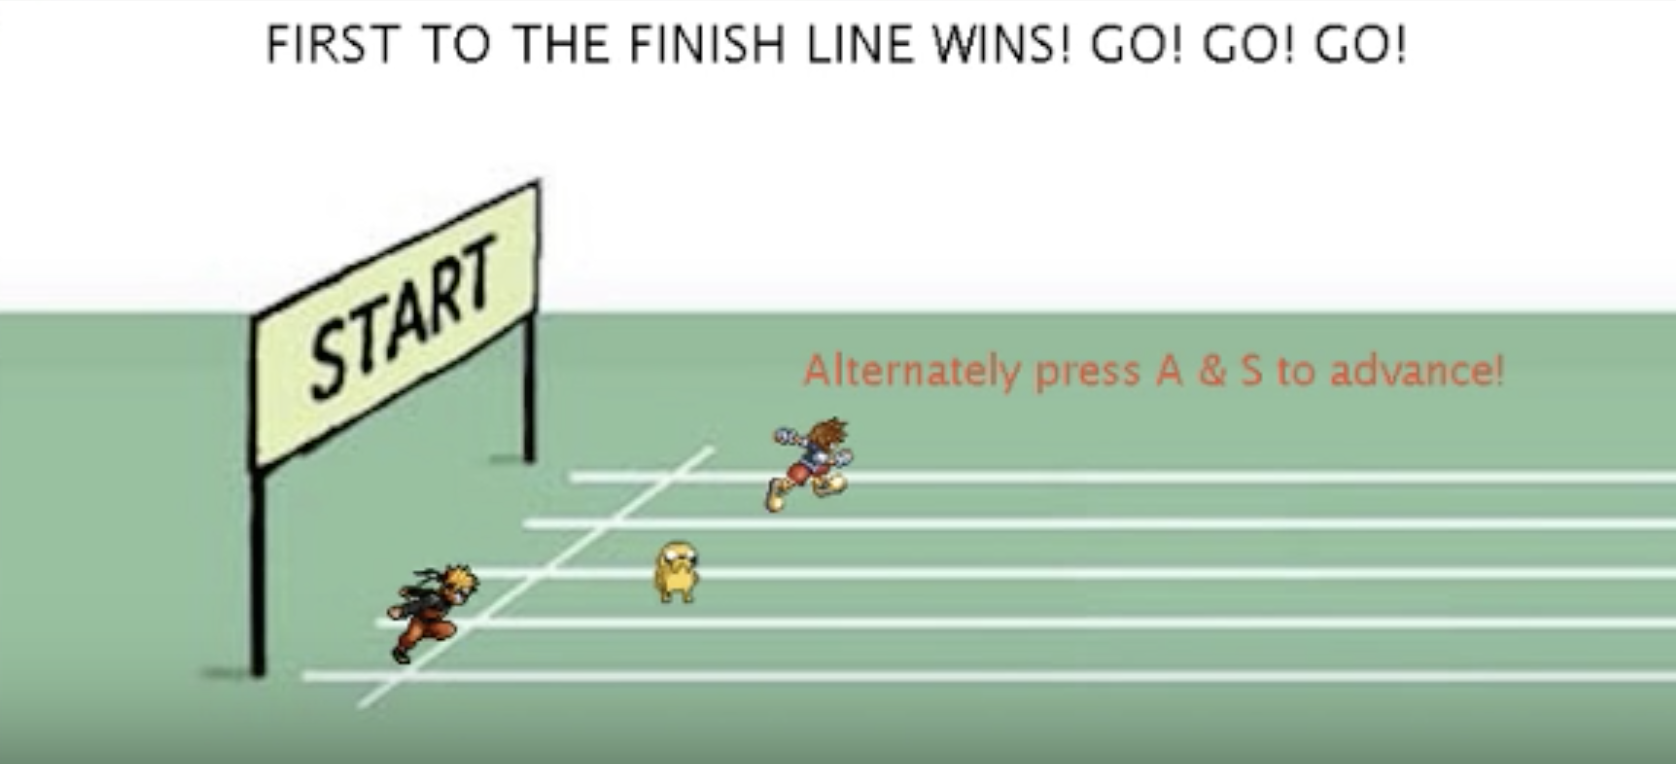 FIRST TO THE FINISH LINE WINS! GO! GO! GO!
START
Alternately press A & S to advance!